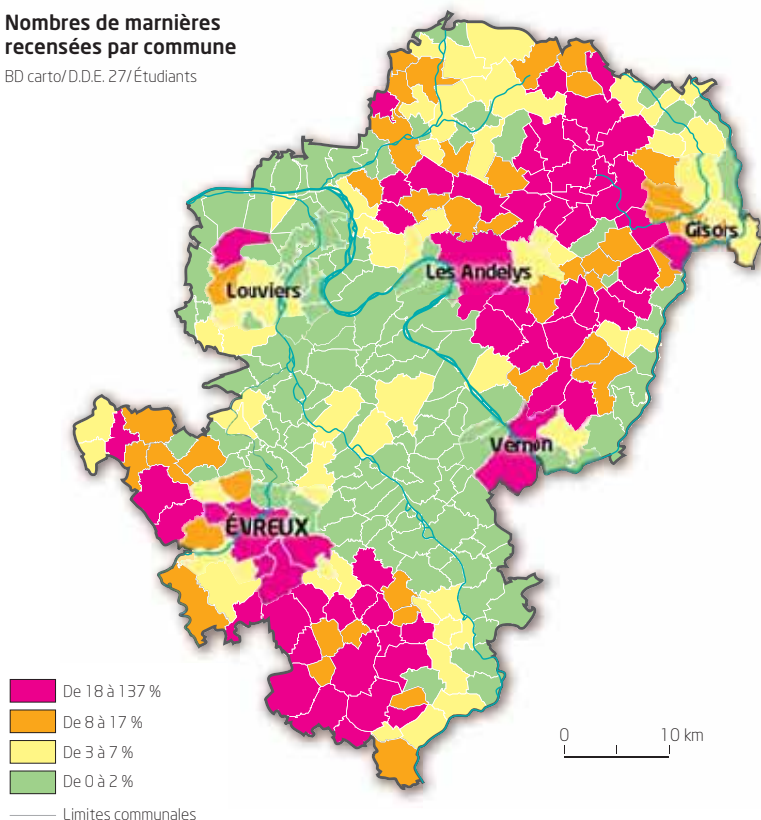 Nombres de marnières
recensées par commune
BD carto/D.D.E. 27/Étudiants
Gisors
Les Andelys
Louviers
Vernon
ÉVREUX
De 18 à 137 %
De 8 à 17 %
De 3 à 7 %
De 0 à 2 %
Limites communales
0 10 km